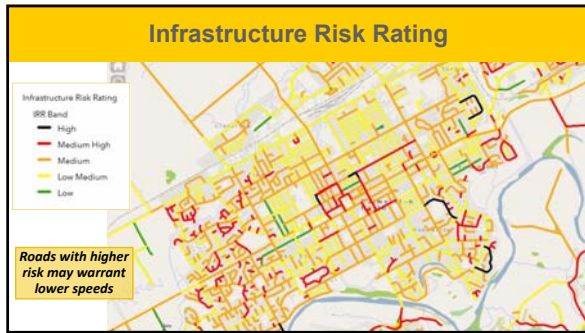 Infrastructure Risk Rating
Infrastructure Risk Rating
IRR Band
High
Medium High
Medium
Low Medium
Low
Roads with higher
risk may warrant
lower speeds